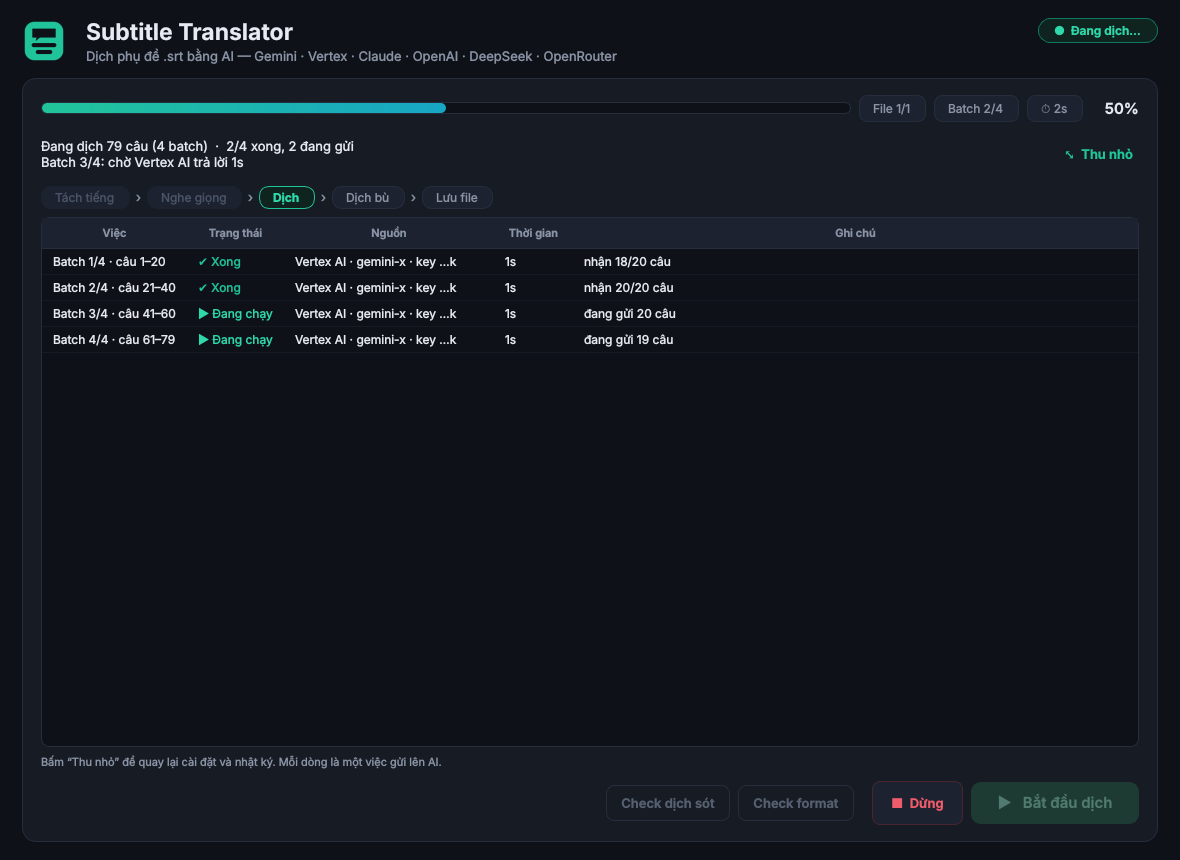 Subtitle Translator
Dịch phụ đề .srt bằng AI — Gemini · Vertex · Claude · OpenAI · DeepSeek · OpenRouter
Đang dịch...
File 1/1
Batch 2/4
⏱ 2s
50%
Đang dịch 79 câu (4 batch) · 2/4 xong, 2 đang gửi
Batch 3/4: chờ Vertex AI trả lời 1s
⤡ Thu nhỏ
Tách tiếng › Nghe giọng › Dịch › Dịch bù › Lưu file
Việc Trạng thái Nguồn Thời gian Ghi chú
Batch 1/4 · câu 1–20 ✔ Xong Vertex AI · gemini-x · key ...k 1s nhận 18/20 câu
Batch 2/4 · câu 21–40 ✔ Xong Vertex AI · gemini-x · key ...k 1s nhận 20/20 câu
Batch 3/4 · câu 41–60 ▶ Đang chạy Vertex AI · gemini-x · key ...k 1s đang gửi 20 câu
Batch 4/4 · câu 61–79 ▶ Đang chạy Vertex AI · gemini-x · key ...k 1s đang gửi 19 câu
Bấm “Thu nhỏ” để quay lại cài đặt và nhật ký. Mỗi dòng là một việc gửi lên AI.
Check dịch sót
Check format
■ Dừng
▶ Bắt đầu dịch